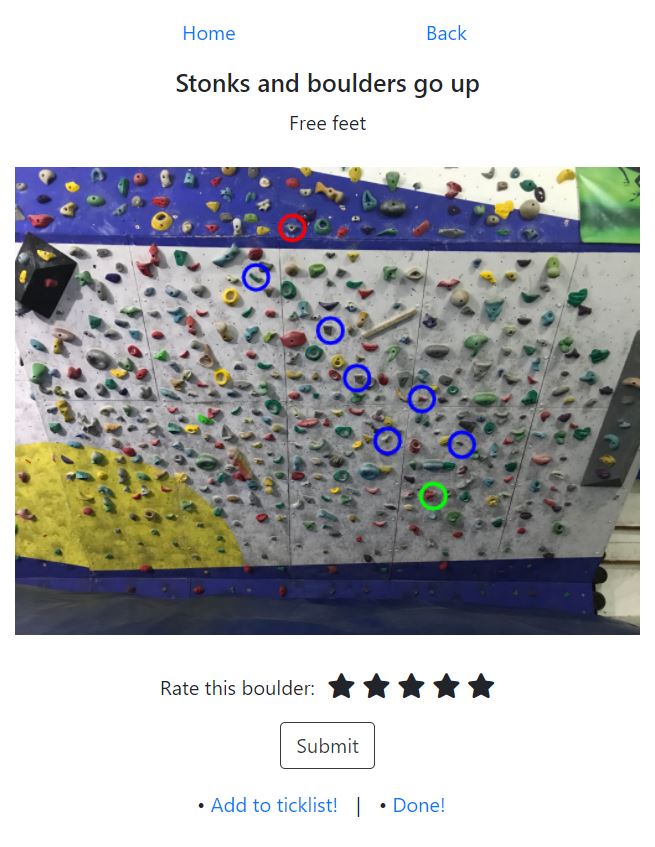 Home Back
Stonks and boulders go up
Free feet
Rate this boulder:
Submit
• Add to ticklist! | • Done!